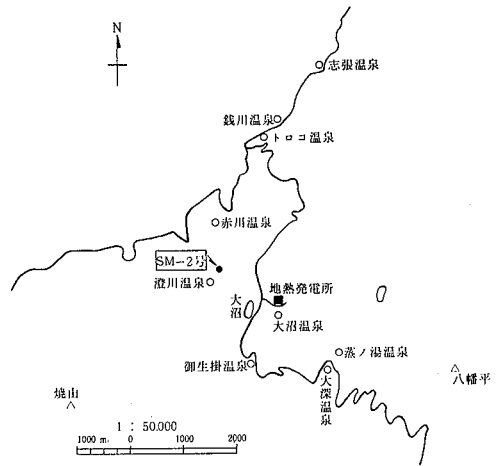 N
志張温泉
銭川温泉
トロコ温泉
赤川温泉
SM-2号
澄川温泉
地熱発電所
大沼
大沼温泉
蒸ノ湯温泉
御生掛温泉
大深温泉
八幡平
焼山
1 : 50.000
1000 m. 0 1000 2000